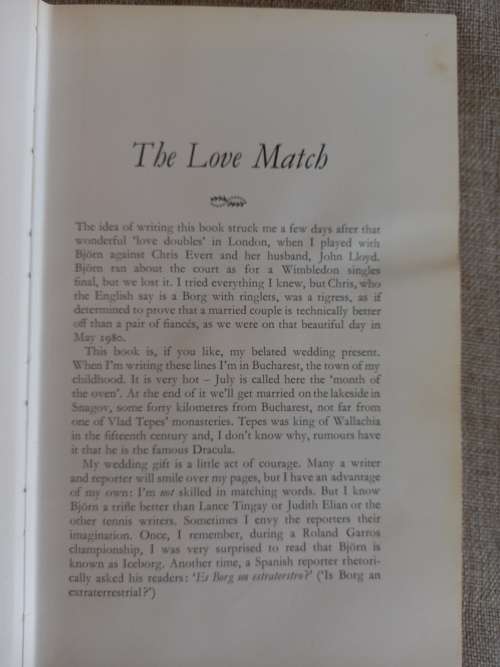 The Love Match
The idea of writing this book struck me a few days after that
wonderful 'love doubles' in London, when I played with
Björn against Chris Evert and her husband, John Lloyd.
Björn ran about the court as for a Wimbledon singles
final, but we lost it. I tried everything I knew, but Chris, who
the English say is a Borg with ringlets, was a tigress, as if
determined to prove that a married couple is technically better
off than a pair of fiancés, as we were on that beautiful day in
May 1980.
This book is, if you like, my belated wedding present.
When I'm writing these lines I'm in Bucharest, the town of my
childhood. It is very hot – July is called here the 'month of
the oven'. At the end of it we'll get married on the lakeside in
Snagov, some forty kilometres from Bucharest, not far from
one of Vlad Tepes' monasteries. Tepes was king of Wallachia
in the fifteenth century and, I don't know why, rumours have
it that he is the famous Dracula.
My wedding gift is a little act of courage. Many a writer
and reporter will smile over my pages, but I have an advantage
of my own: I'm not skilled in matching words. But I know
Björn a trifle better than Lance Tingay or Judith Elian or the
other tennis writers. Sometimes I envy the reporters their
imagination. Once, I remember, during a Roland Garros
championship, I was very surprised to read that Björn is
known as Iceborg. Another time, a Spanish reporter rhetori-
cally asked his readers: 'Es Borg un estraterstro?' ('Is Borg an
extraterrestrial?')